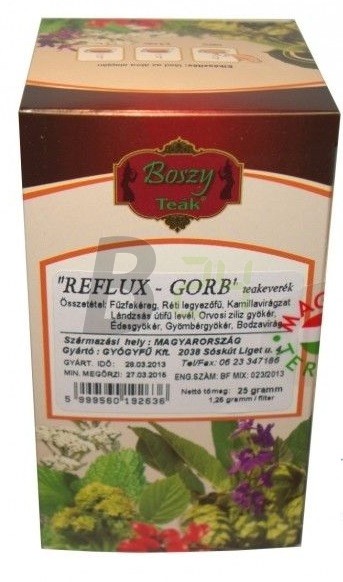 Boszy
Teák
"REFLUX - GORB" teakeverék
Összetétel: Fűzfakéreg, Réti legyezőfű, Kamillavirágzat
Lándzsás útifű levél, Orvosi ziliz gyökér,
Édesgyökér, Gyömbérgyökér, Bodzavirág
Származási hely : MAGYARORSZÁG
Gyártó : GYÓGYFŰ Kft. 2038 Sóskút Liget u. 4.
Tel./Fax: 06 23 347186
GYÁRT. IDŐ: 28.03.2013
MIN. MEGŐRZI: 27.03.2015
ENG.SZÁM: BF MIX: 023/2013
Nettó tömeg: 25 gramm
1,25 gramm / filter
5 999560 192636